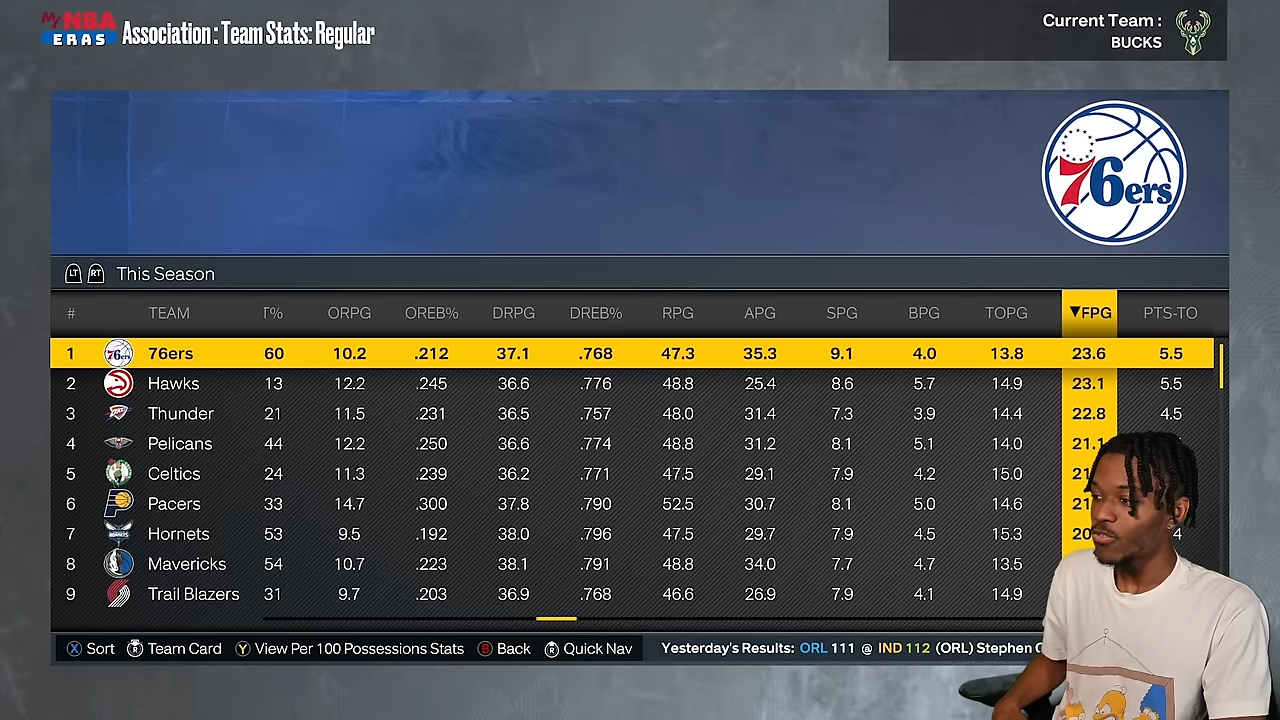 My NBA
ERAS
Association : Team Stats: Regular
Current Team :
BUCKS
76ers
LT RT This Season
# TEAM T% ORPG OREB% DRPG DREB% RPG APG SPG BPG TOPG ▼FPG PTS-TO
1 76ers 76ers 60 10.2 .212 37.1 .768 47.3 35.3 9.1 4.0 13.8 23.6 5.5
2 Hawks 13 12.2 .245 36.6 .776 48.8 25.4 8.6 5.7 14.9 23.1 5.5
3 Thunder 21 11.5 .231 36.5 .757 48.0 31.4 7.3 3.9 14.4 22.8 4.5
4 Pelicans 44 12.2 .250 36.6 .774 48.8 31.2 8.1 5.1 14.0 21.1
5 Celtics 24 11.3 .239 36.2 .771 47.5 29.1 7.9 4.2 15.0 21
6 Pacers 33 14.7 .300 37.8 .790 52.5 30.7 8.1 5.0 14.6 21
7 Hornets 53 9.5 .192 38.0 .796 47.5 29.7 7.9 4.5 15.3 20 4
8 Mavericks 54 10.7 .223 38.1 .791 48.8 34.0 7.7 4.7 13.5
9 Trail Blazers 31 9.7 .203 36.9 .768 46.6 26.9 7.9 4.1 14.9
X Sort R Team Card Y View Per 100 Possessions Stats B Back R Quick Nav Yesterday's Results: ORL 111 @ IND 112 (ORL) Stephen